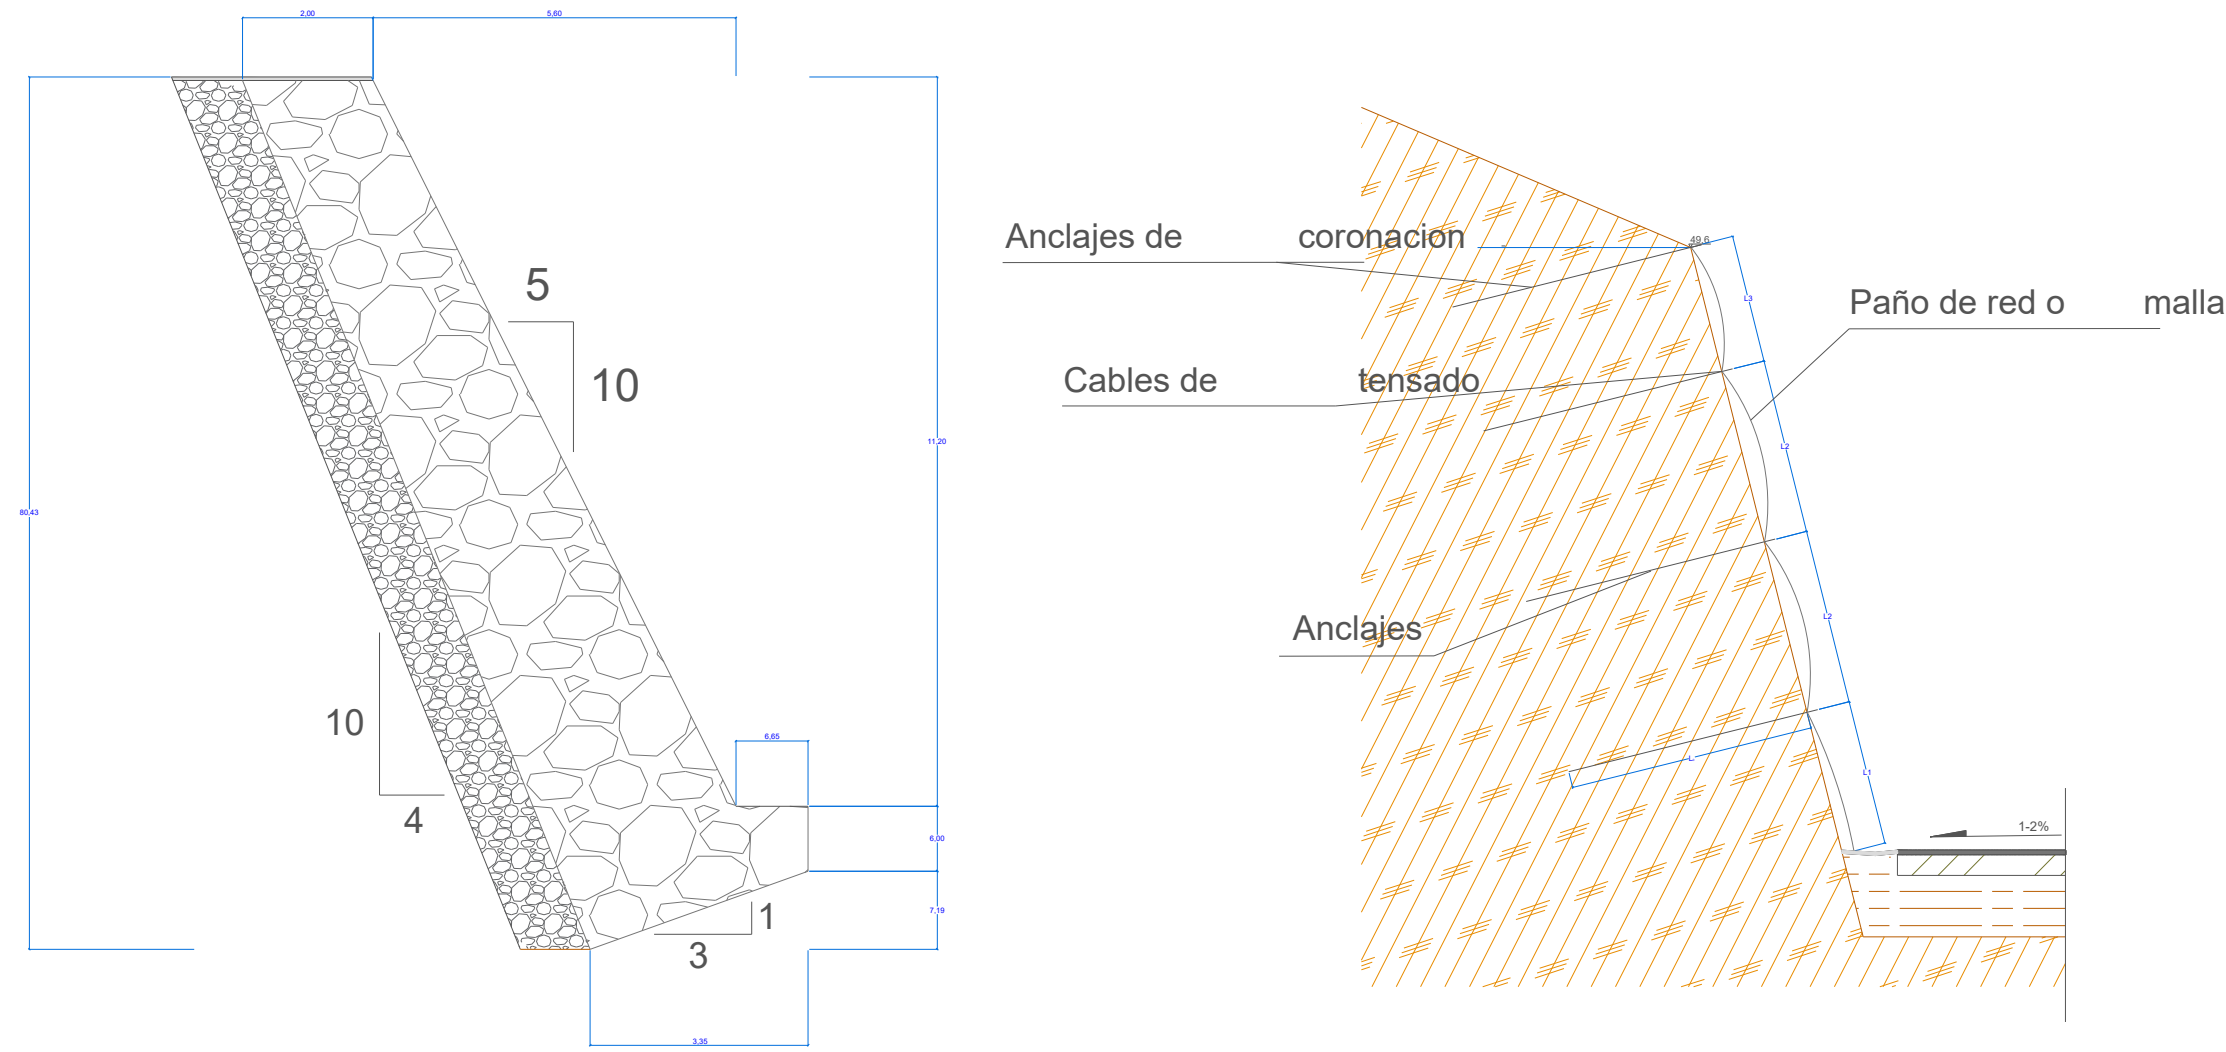 2,00
5,60
5
10
80,43
11,20
10
4
6,65
6,00
7,19
1
3
3,35
Anclajes de coronacion
49,6
L3
Paño de red o malla
Cables de tensado
L2
L2
Anclajes
L
L1
1-2%